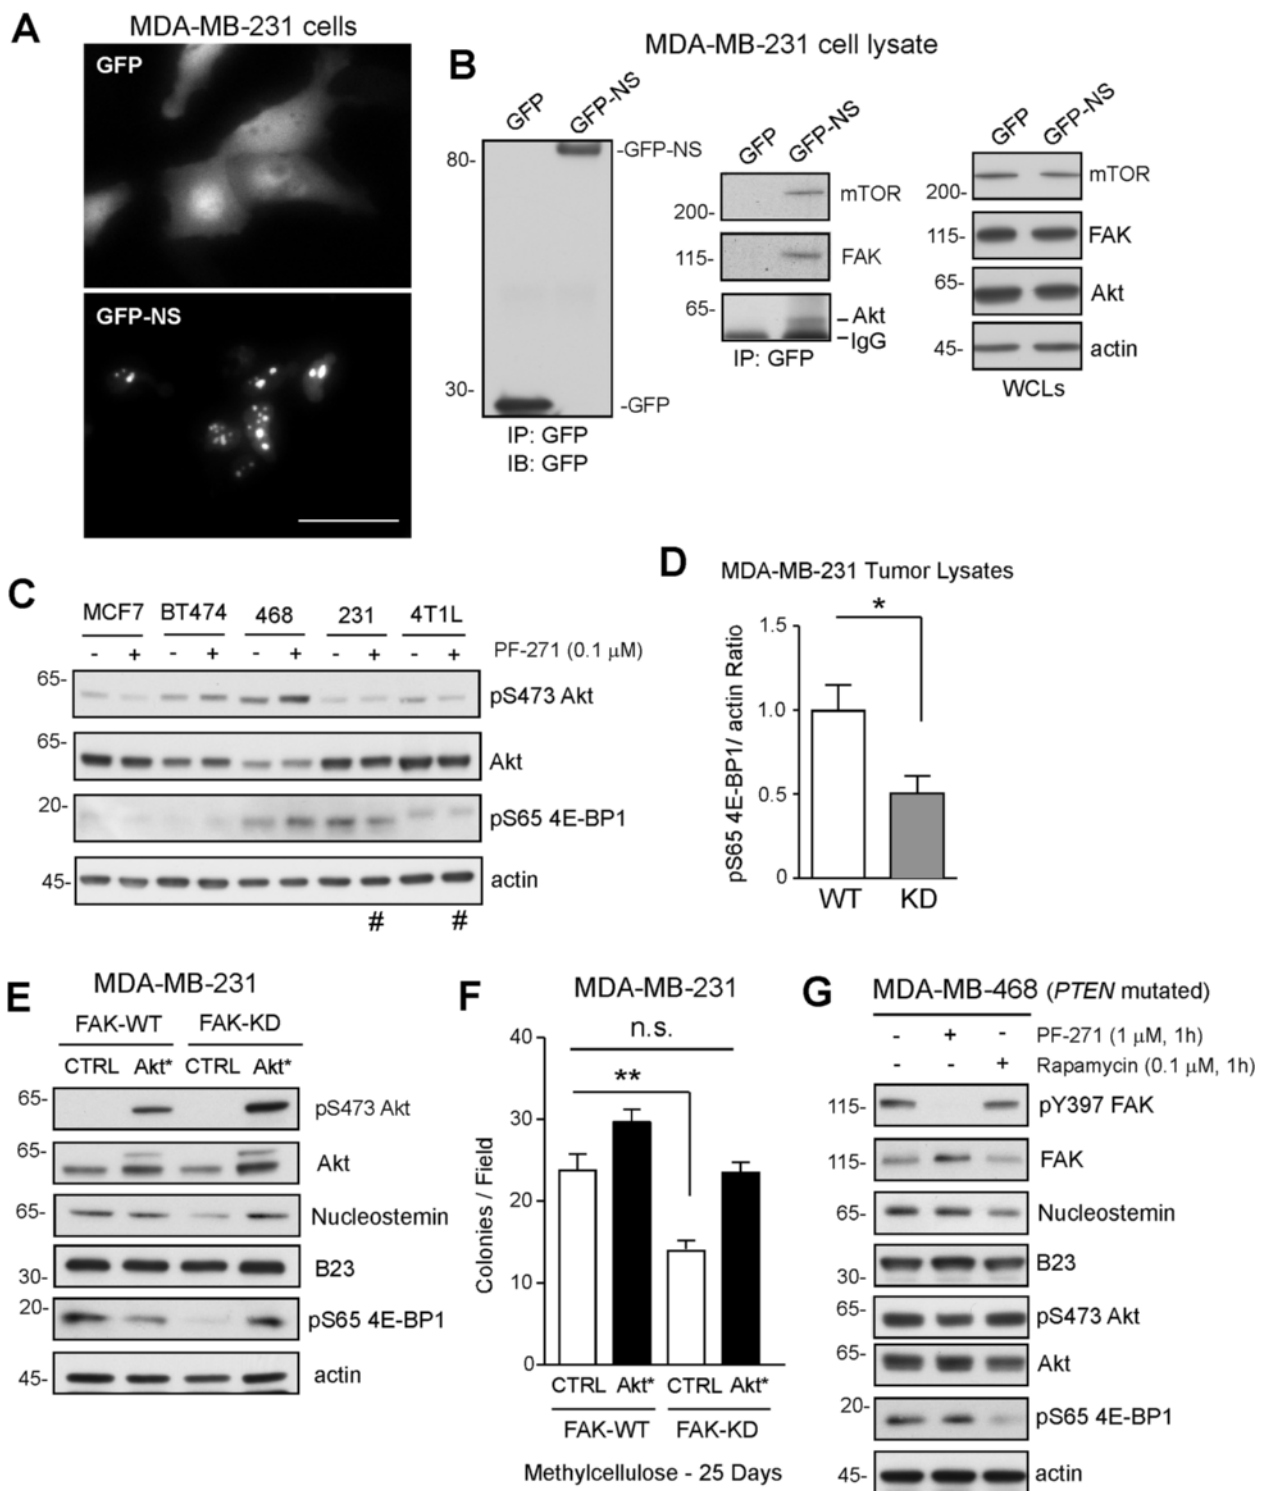 A
MDA-MB-231 cells
GFP
GFP-NS
B
MDA-MB-231 cell lysate
GFP
GFP-NS
80-
-GFP-NS
30-
-GFP
IP: GFP
IB: GFP
GFP
GFP-NS
200-
mTOR
115-
FAK
65-
Akt
IgG
IP: GFP
GFP
GFP-NS
200-
mTOR
115-
FAK
65-
Akt
45-
actin
WCLs
C
MCF7 BT474 468 231 4T1L
- + - + - + - + - + PF-271 (0.1 µM)
65-
pS473 Akt
65-
Akt
20-
pS65 4E-BP1
45-
actin
# #
D
MDA-MB-231 Tumor Lysates
*
pS65 4E-BP1/ actin Ratio
1.5
1.0
0.5
0
WT KD
E
MDA-MB-231
FAK-WT FAK-KD
CTRL Akt* CTRL Akt*
65-
pS473 Akt
65-
Akt
65-
Nucleostemin
30-
B23
20-
pS65 4E-BP1
45-
actin
F
MDA-MB-231
n.s.
**
Colonies / Field
40
30
20
10
0
CTRL Akt* CTRL Akt*
FAK-WT FAK-KD
Methylcellulose - 25 Days
G
MDA-MB-468 (PTEN mutated)
- + - PF-271 (1 µM, 1h)
- - + Rapamycin (0.1 µM, 1h)
115-
pY397 FAK
115-
FAK
65-
Nucleostemin
30-
B23
65-
pS473 Akt
65-
Akt
20-
pS65 4E-BP1
45-
actin